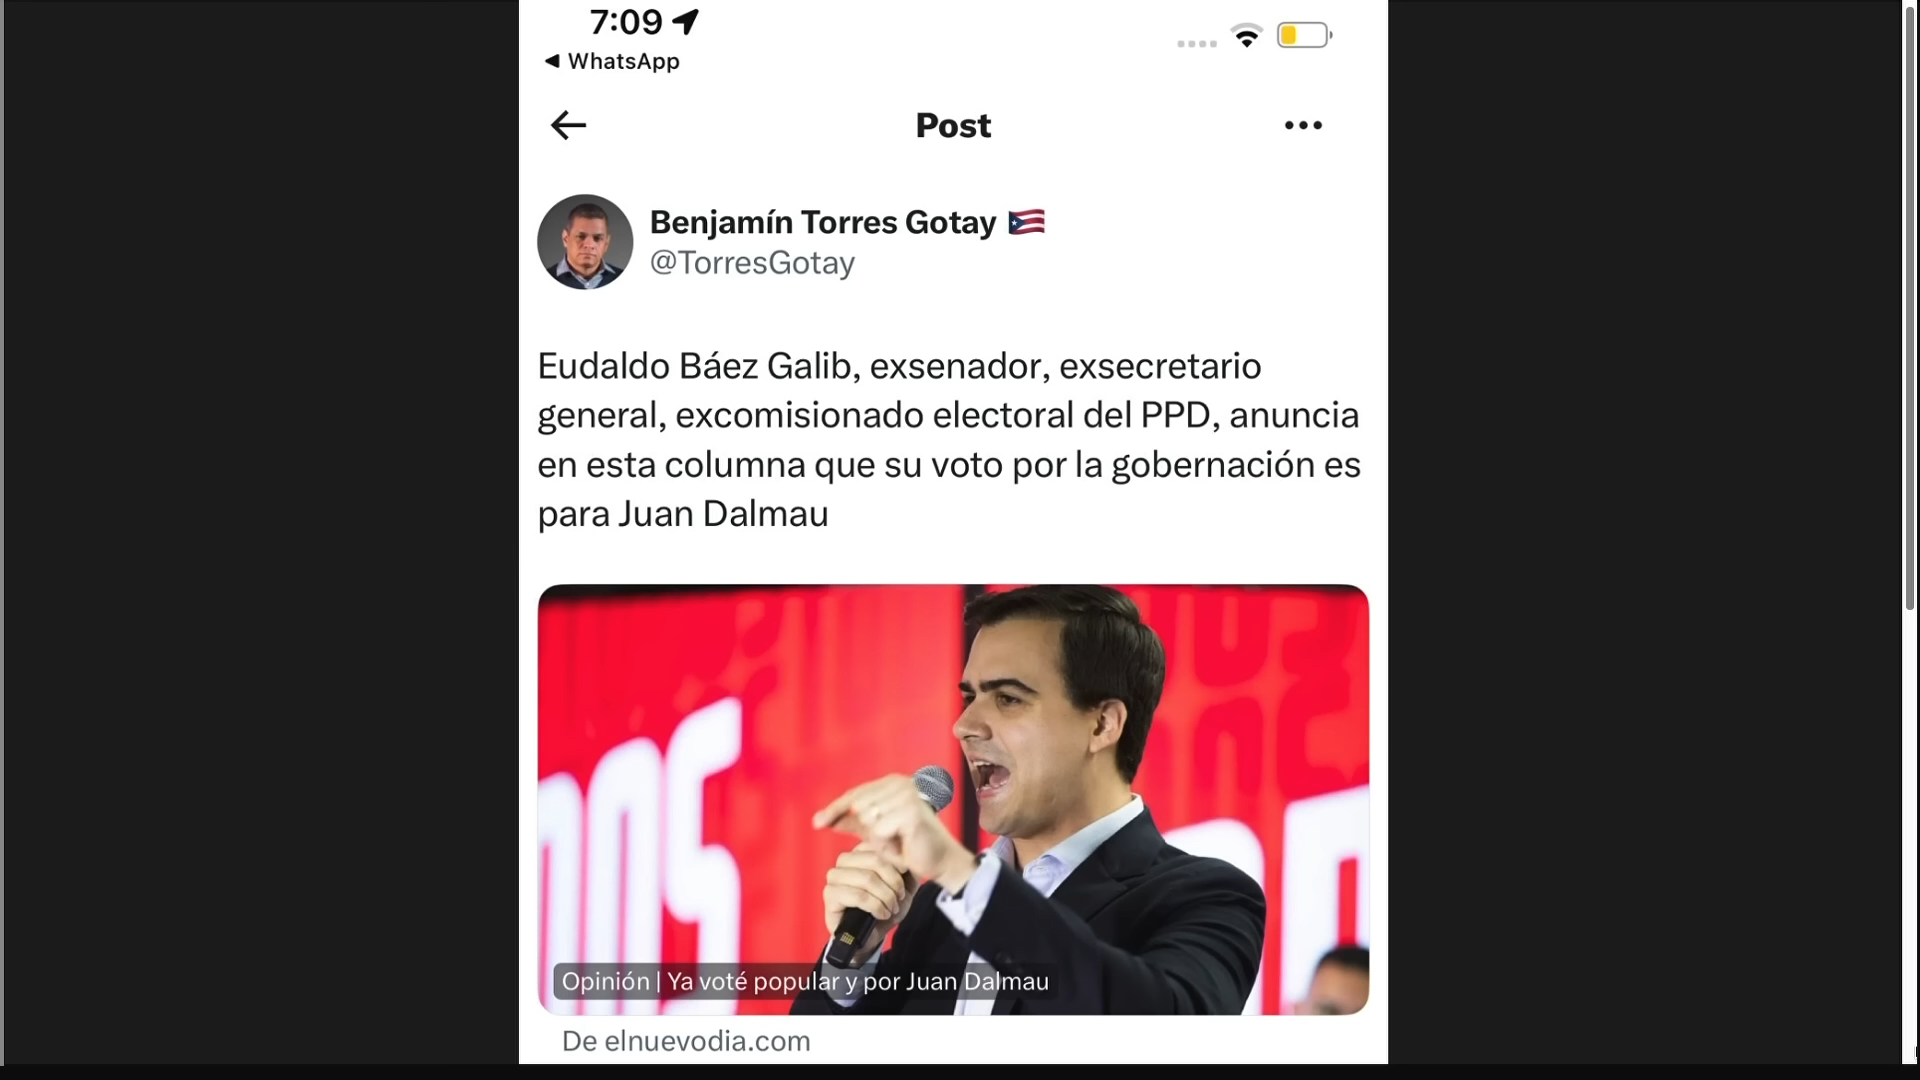 7:09
◀ WhatsApp
Post
Benjamín Torres Gotay 🇵🇷
@TorresGotay
Eudaldo Báez Galib, exsenador, exsecretario
general, excomisionado electoral del PPD, anuncia
en esta columna que su voto por la gobernación es
para Juan Dalmau
Opinión | Ya voté popular y por Juan Dalmau
De elnuevodia.com